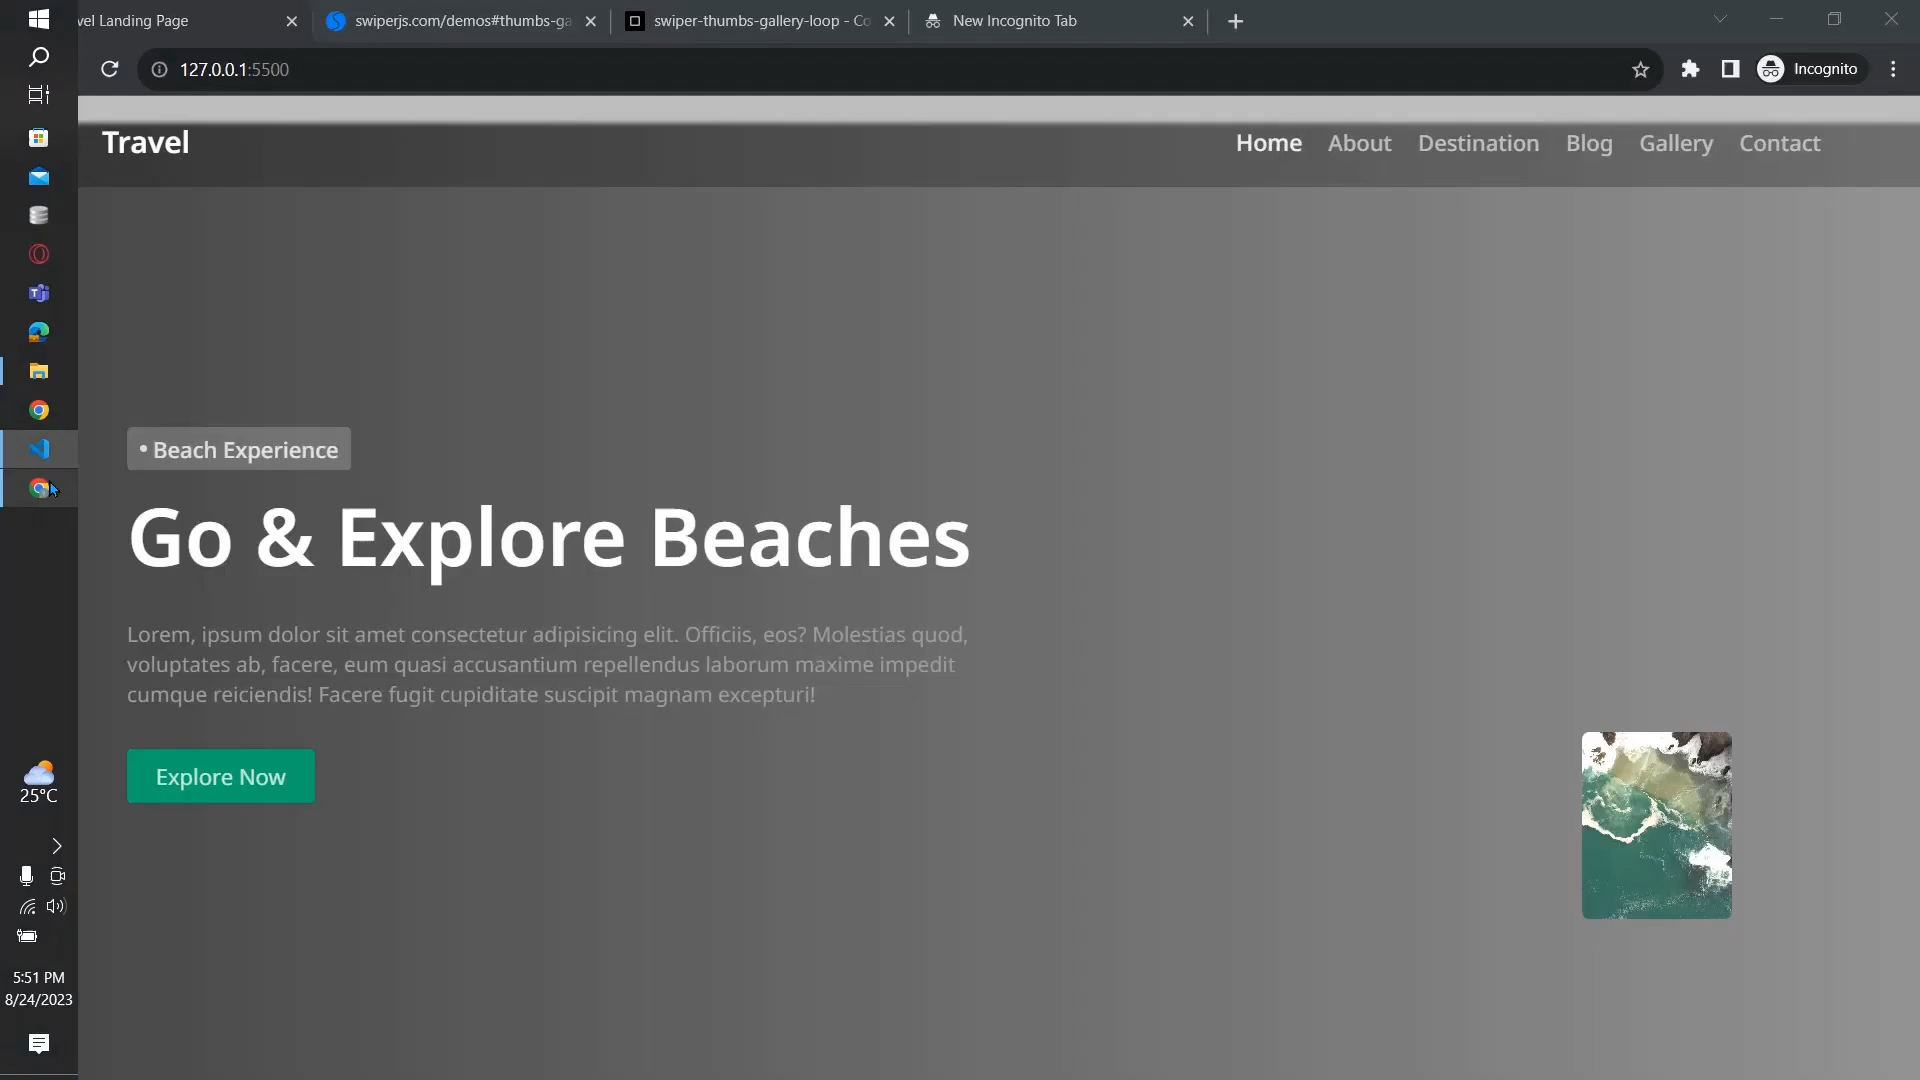 vel Landing Page
swiperjs.com/demos#thumbs-ga
swiper-thumbs-gallery-loop - Co
New Incognito Tab
127.0.0.1:5500
Incognito
Travel
Home About Destination Blog Gallery Contact
• Beach Experience
Go & Explore Beaches
Lorem, ipsum dolor sit amet consectetur adipisicing elit. Officiis, eos? Molestias quod,
voluptates ab, facere, eum quasi accusantium repellendus laborum maxime impedit
cumque reiciendis! Facere fugit cupiditate suscipit magnam excepturi!
Explore Now
25°C
5:51 PM
8/24/2023